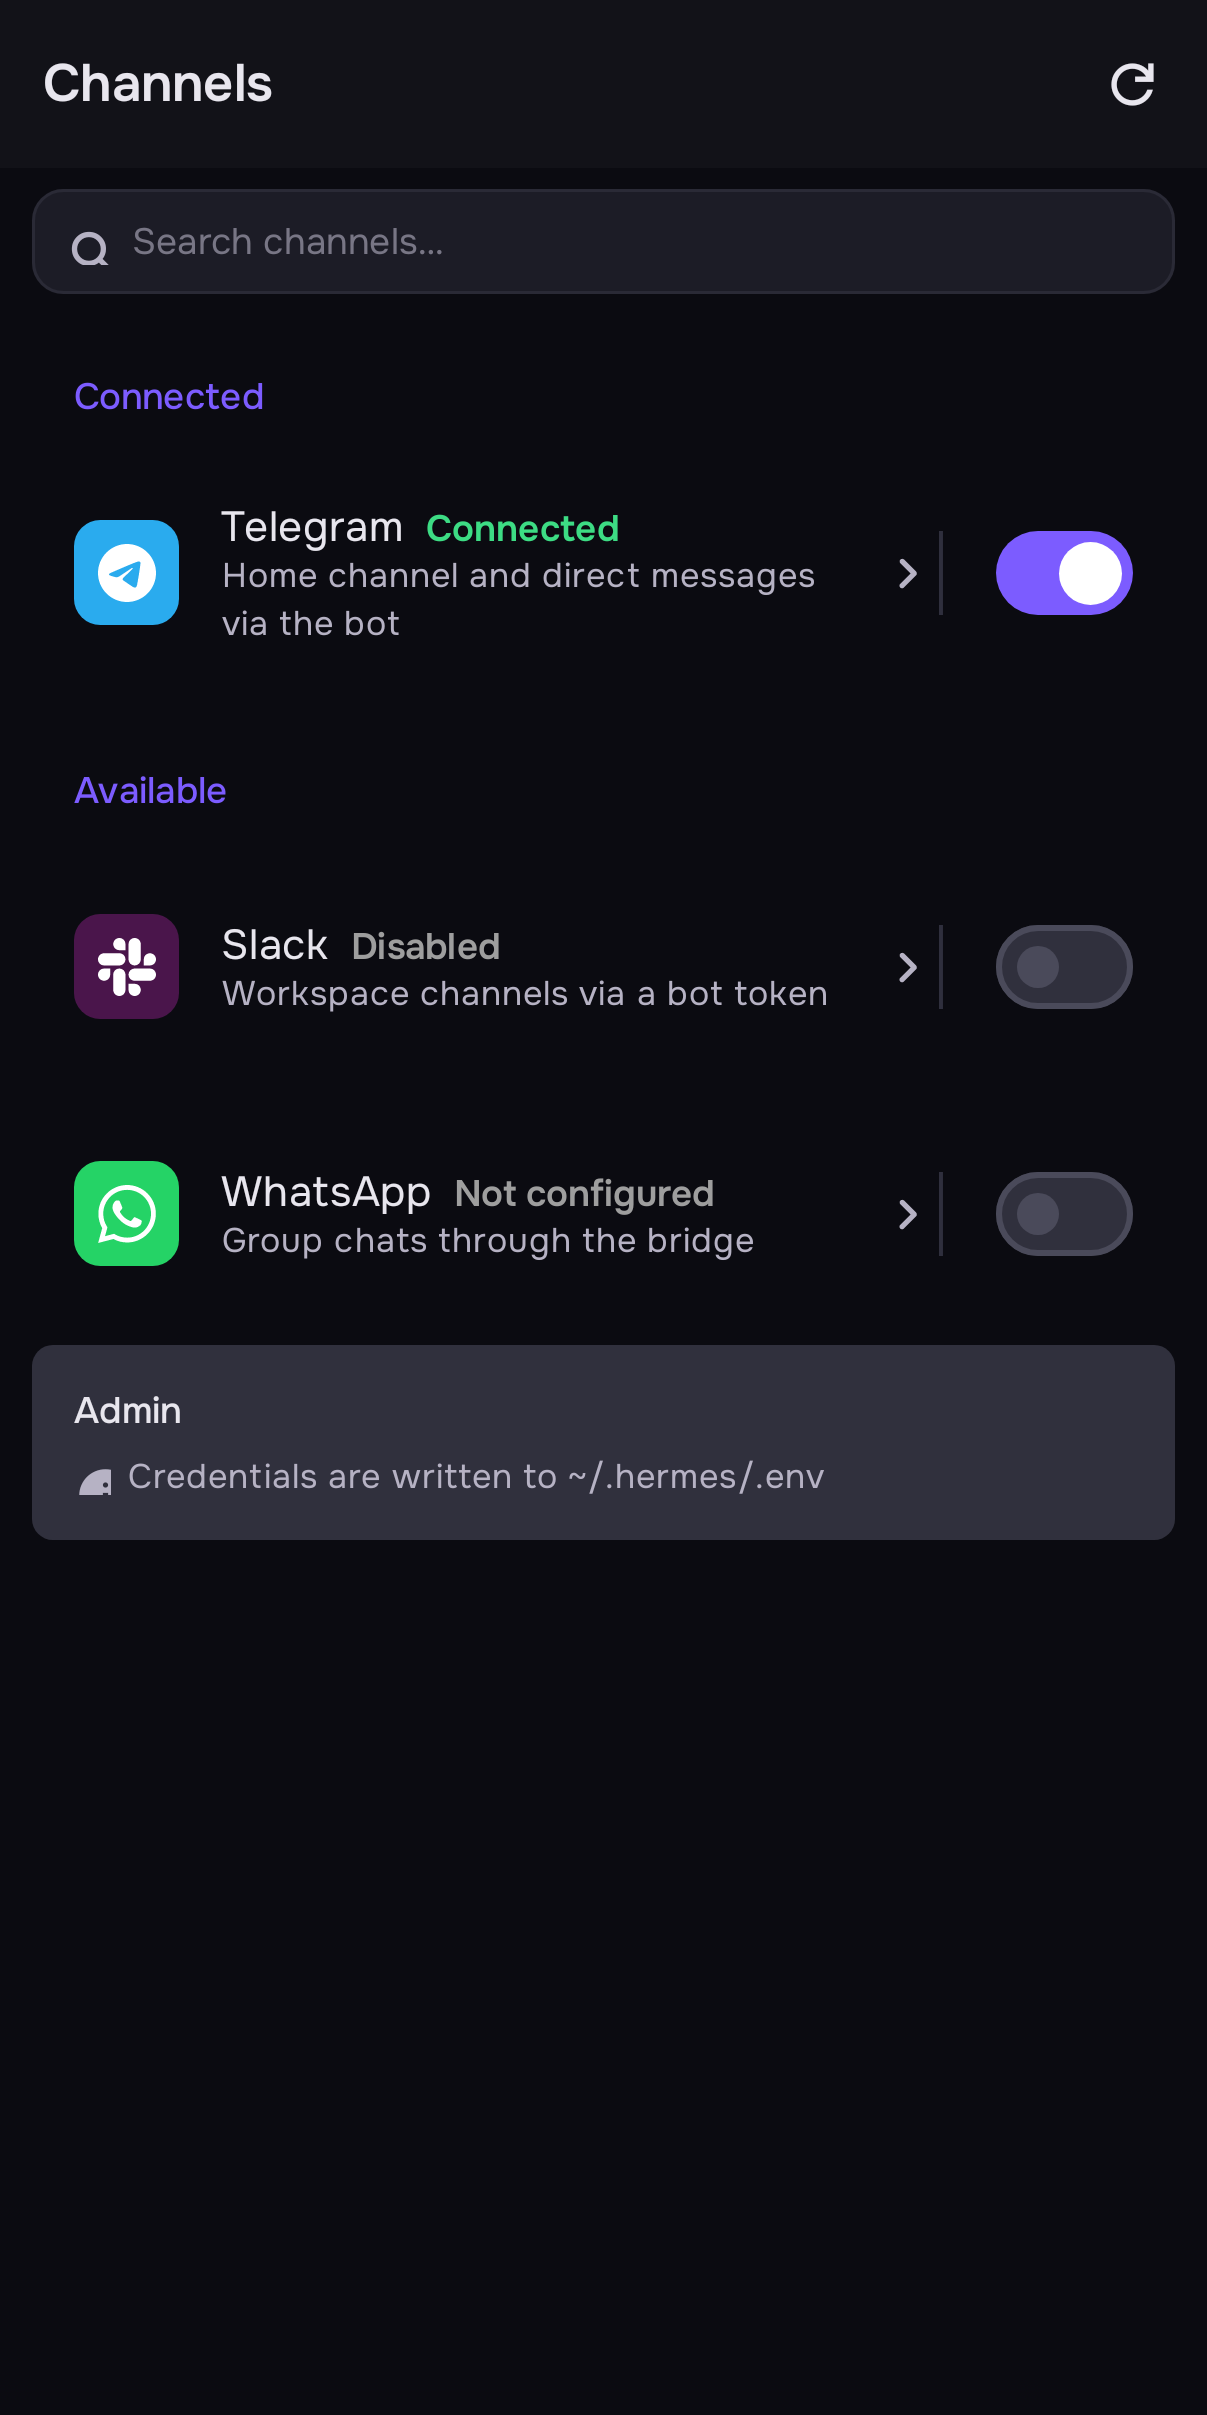 Channels
Search channels...
Connected
Telegram Connected
Home channel and direct messages
via the bot
Available
Slack Disabled
Workspace channels via a bot token
WhatsApp Not configured
Group chats through the bridge
Admin
Credentials are written to ~/.hermes/.env